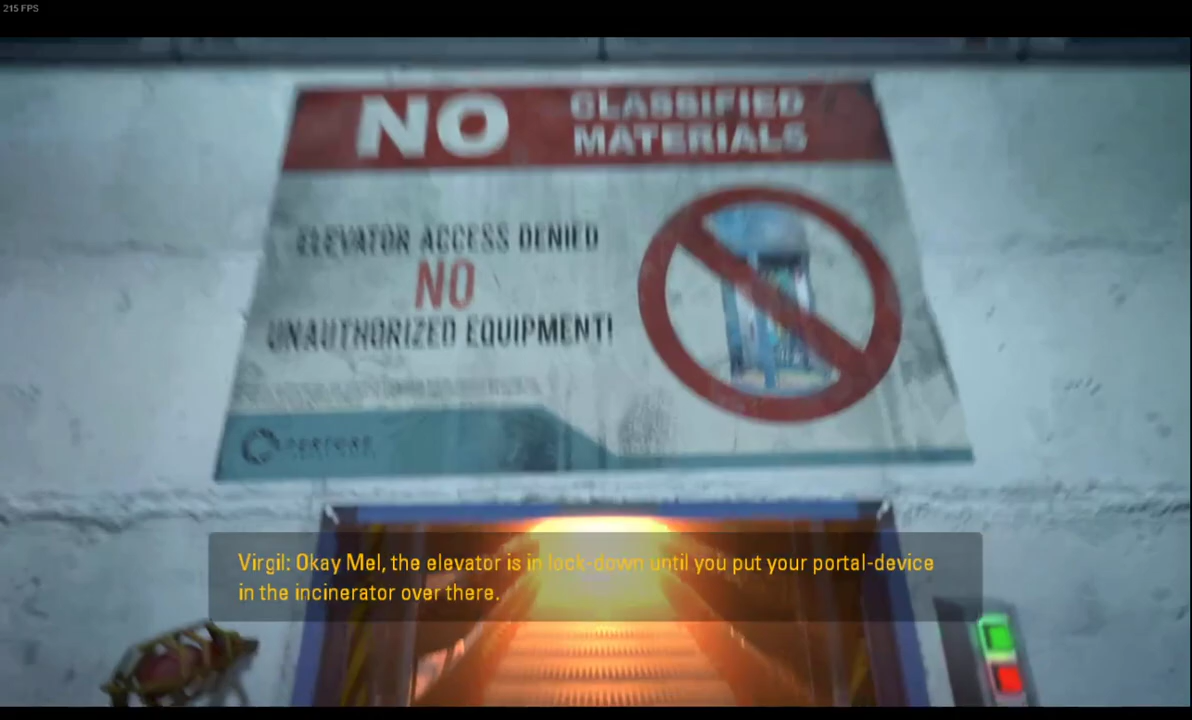 215 FPS
NO
CLASSIFIED
MATERIALS
ELEVATOR ACCESS DENIED
NO
UNAUTHORIZED EQUIPMENT!
Virgil: Okay Mel, the elevator is in lock-down until you put your portal-device
in the incinerator over there.